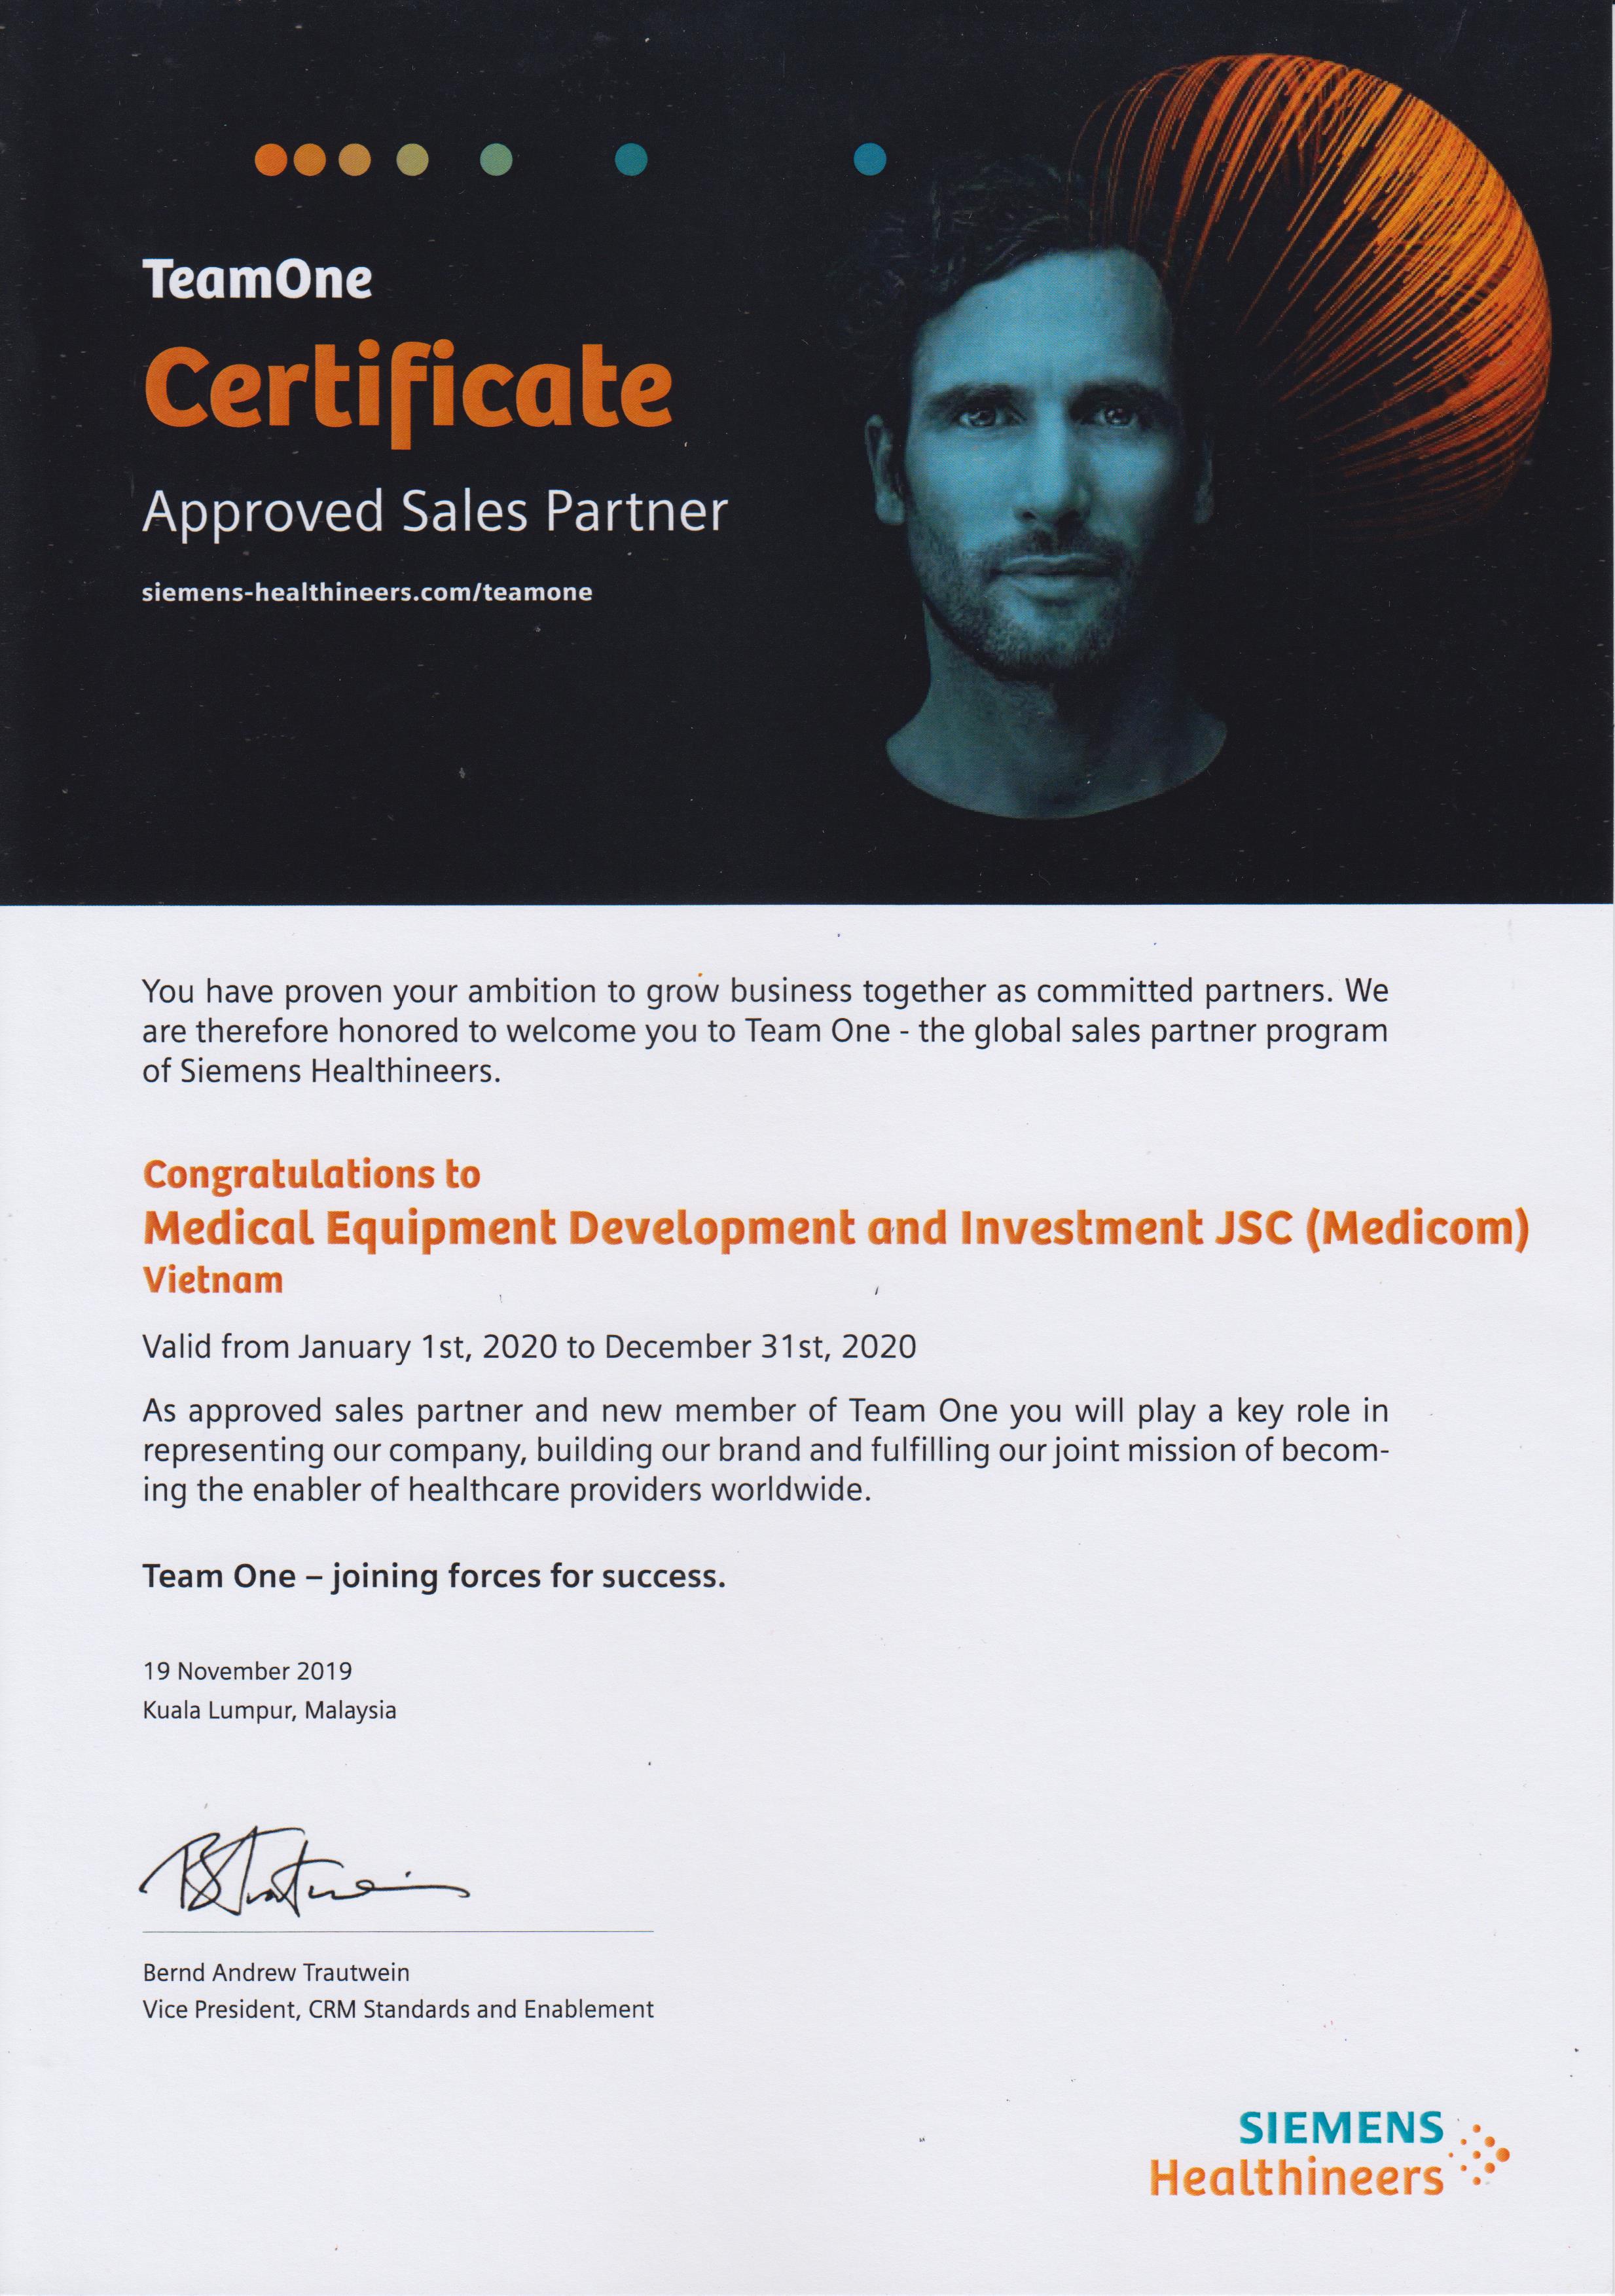 TeamOne
Certificate
Approved Sales Partner
siemens-healthineers.com/teamone
You have proven your ambition to grow business together as committed partners. We
are therefore honored to welcome you to Team One - the global sales partner program
of Siemens Healthineers.
Congratulations to
Medical Equipment Development and Investment JSC (Medicom)
Vietnam
Valid from January 1st, 2020 to December 31st, 2020
As approved sales partner and new member of Team One you will play a key role in
representing our company, building our brand and fulfilling our joint mission of becom-
ing the enabler of healthcare providers worldwide.
Team One – joining forces for success.
19 November 2019
Kuala Lumpur, Malaysia
BTrautwein
Bernd Andrew Trautwein
Vice President, CRM Standards and Enablement
SIEMENS
Healthineers